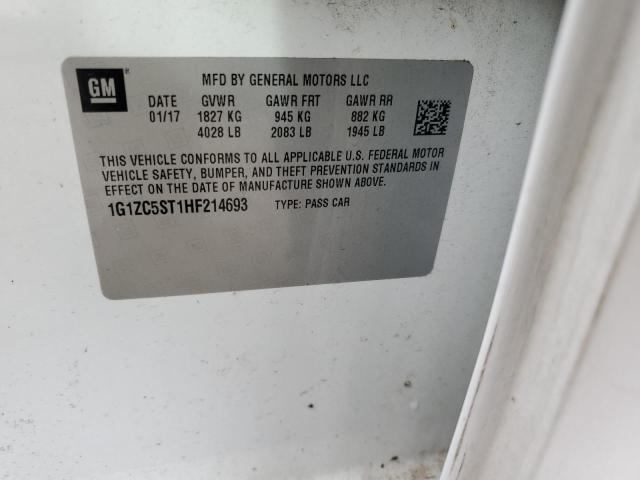 GM
MFD BY GENERAL MOTORS LLC
DATE GVWR GAWR FRT GAWR RR
01/17 1827 KG 945 KG 882 KG
4028 LB 2083 LB 1945 LB
THIS VEHICLE CONFORMS TO ALL APPLICABLE U.S. FEDERAL MOTOR
VEHICLE SAFETY, BUMPER, AND THEFT PREVENTION STANDARDS IN
EFFECT ON THE DATE OF MANUFACTURE SHOWN ABOVE.
1G1ZC5ST1HF214693 TYPE: PASS CAR